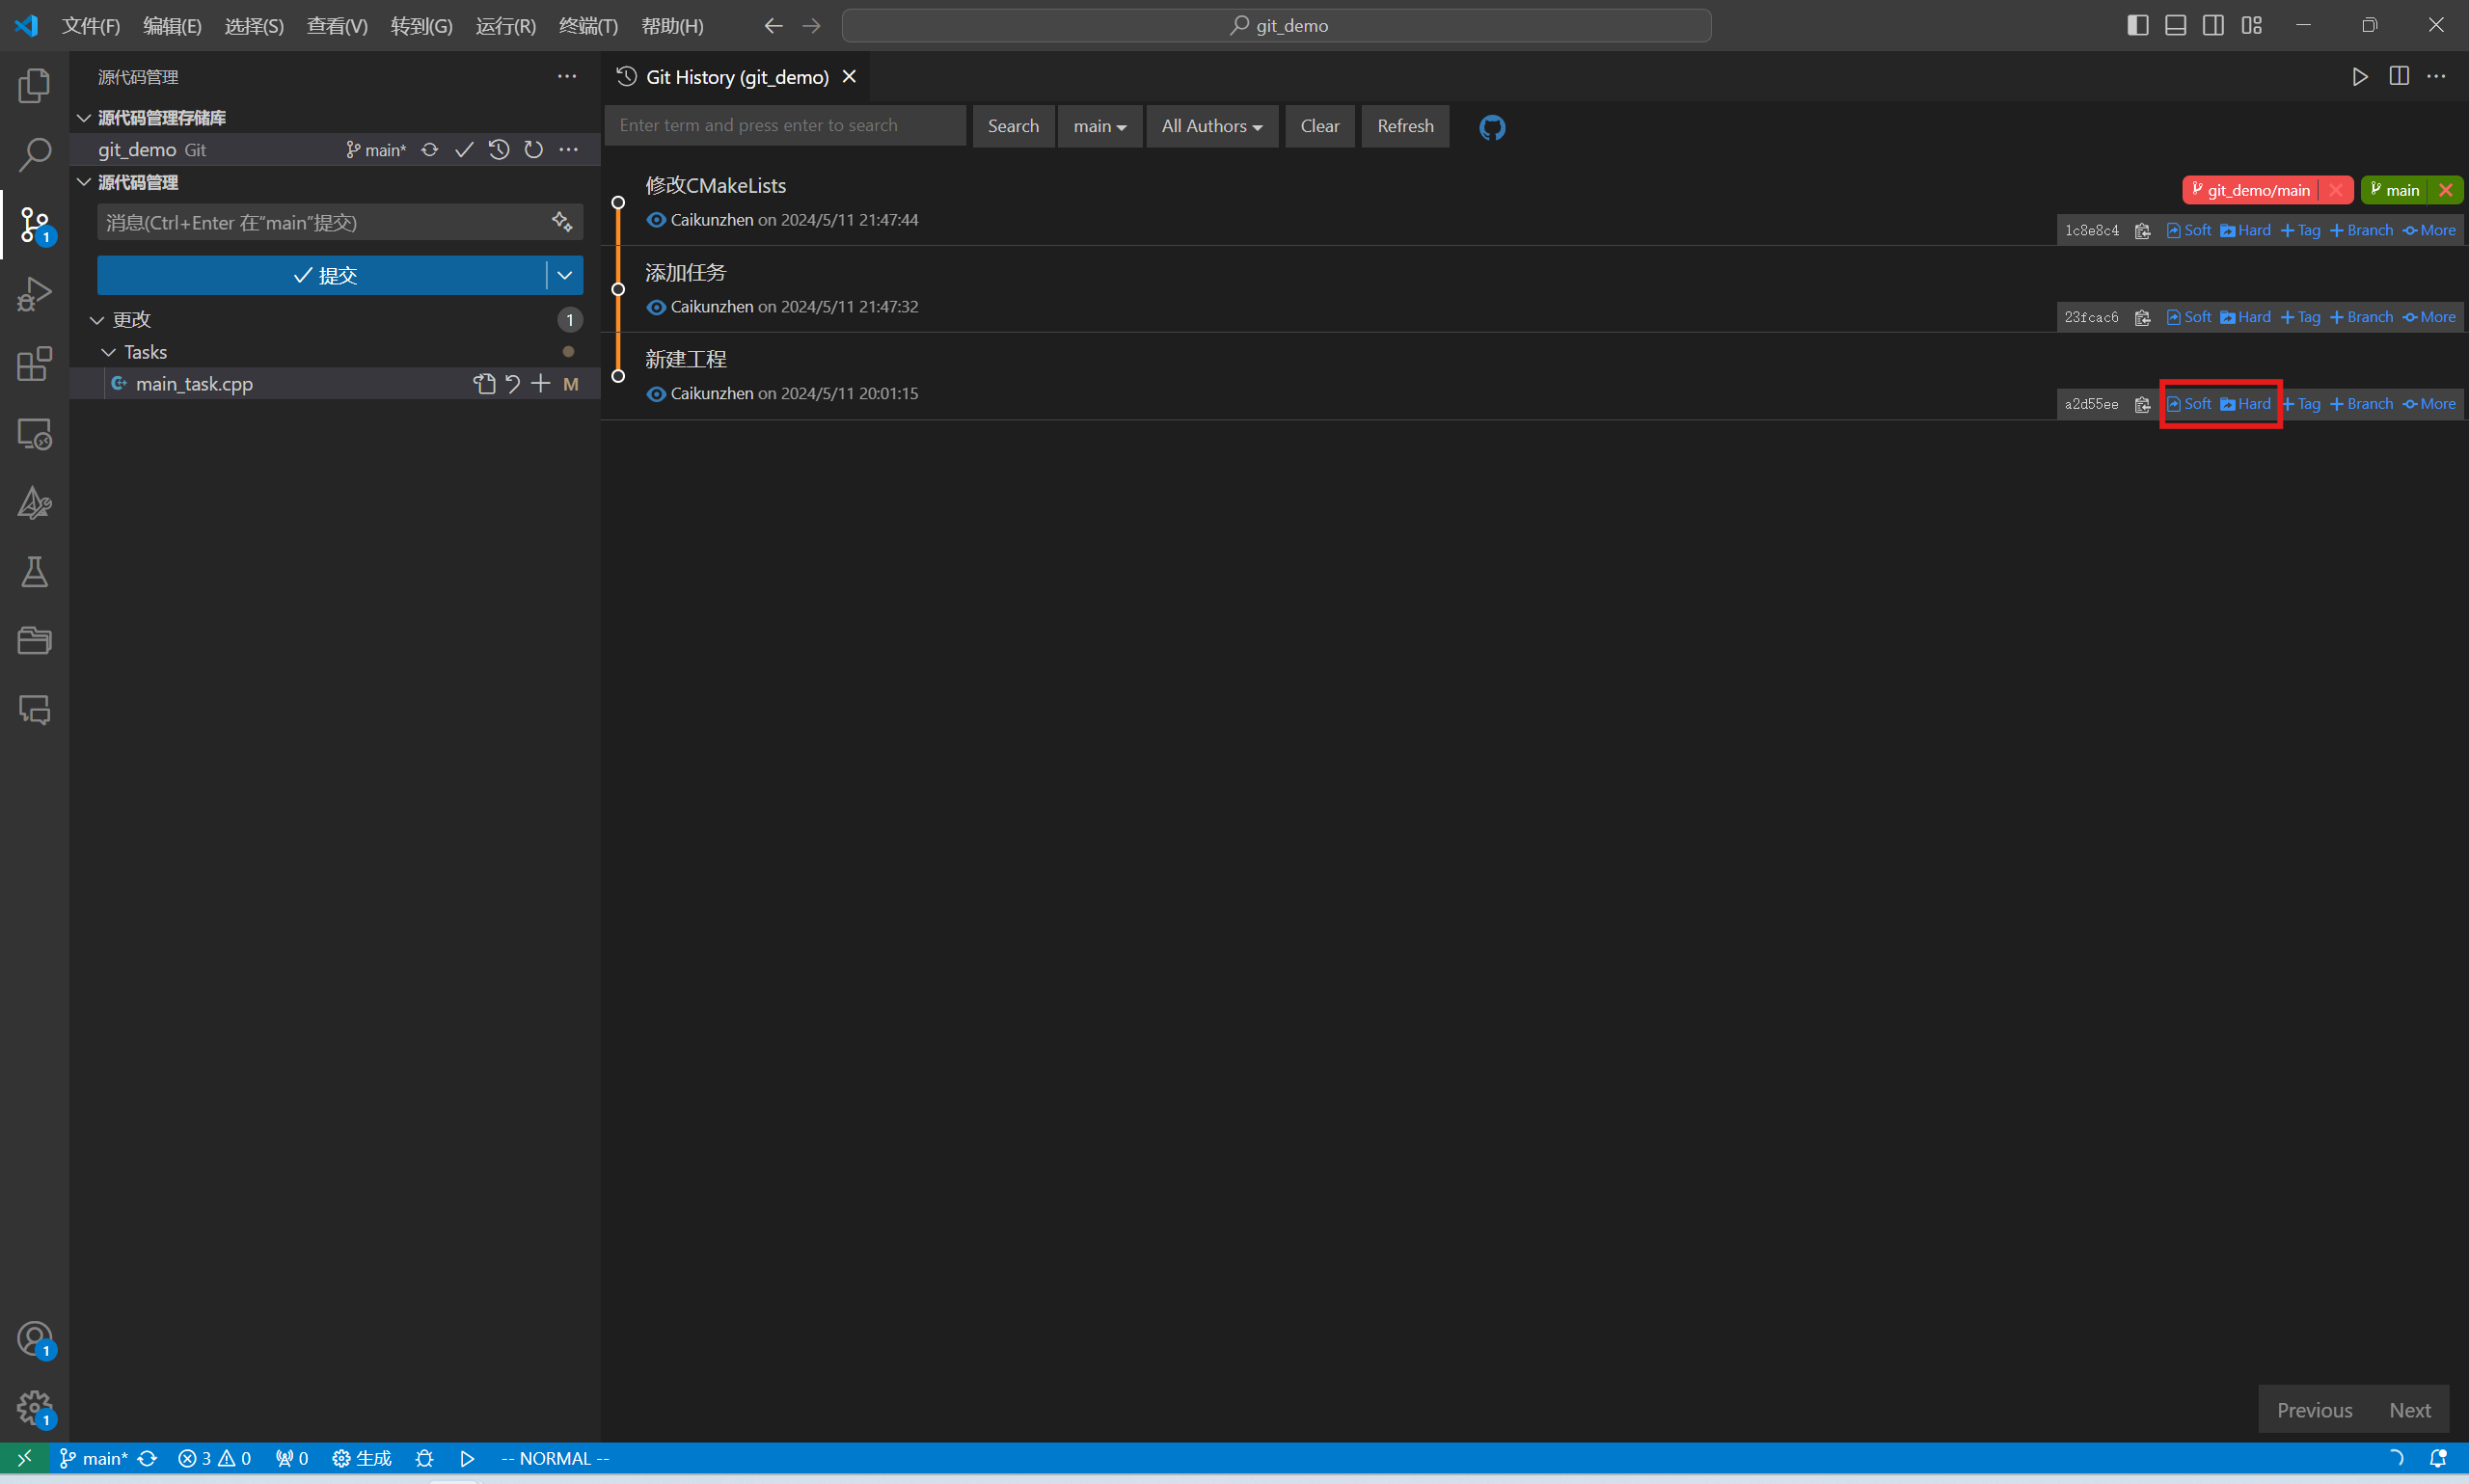 文件(F) 编辑(E) 选择(S) 查看(V) 转到(G) 运行(R) 终端(T) 帮助(H) git_demo
源代码管理
源代码管理存储库
git_demo Git main*
源代码管理
消息(Ctrl+Enter 在“main”提交)
提交
更改 1
Tasks
main_task.cpp M
Git History (git_demo)
Enter term and press enter to search Search main All Authors Clear Refresh
修改CMakeLists
git_demo/main main
Caikunzhen on 2024/5/11 21:47:44
1c8e8c4 Soft Hard Tag Branch More
添加任务
Caikunzhen on 2024/5/11 21:47:32
23fcac6 Soft Hard Tag Branch More
新建工程
Caikunzhen on 2024/5/11 20:01:15
a2d55ee Soft Hard Tag Branch More
1
1
1
Previous Next
main* 3 0 0 生成 -- NORMAL --